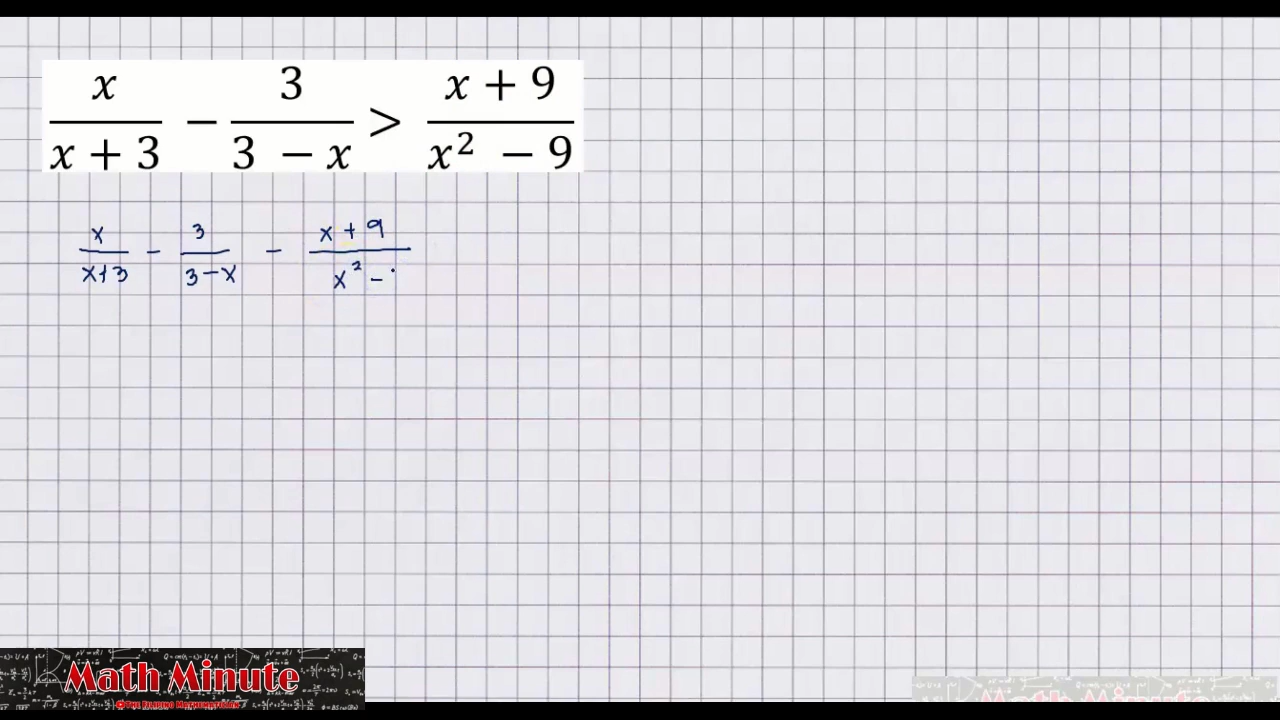 x/(x + 3) − 3/(3 − x) > (x + 9)/(x² − 9)
x/(x+3) − 3/(3−x) − (x + 9)/(x² −
Math Minute